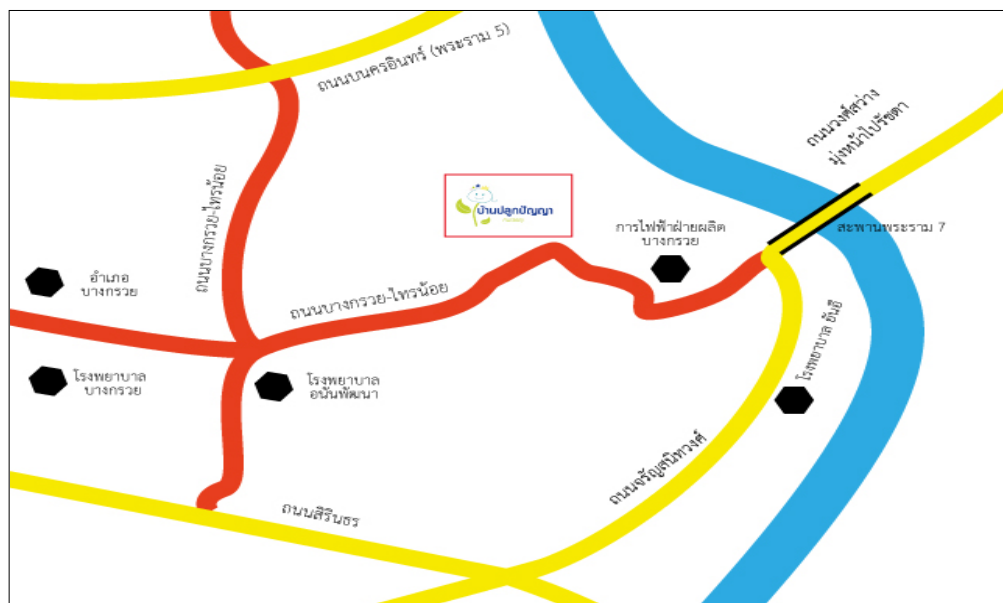 ถนนบนครอินทร์ (พระราม 5)
ถนนวงศ์สว่าง
มุ่งหน้าไปรัชดา
ถนนบางกรวย-ไทรน้อย
บ้านปลูกปัญญา
การไฟฟ้าฝ่ายผลิต
บางกรวย
สะพานพระราม 7
อำเภอ
บางกรวย
ถนนบางกรวย-ไทรน้อย
โรงพยาบาล ยันฮี
โรงพยาบาล
บางกรวย
โรงพยาบาล
อนันพัฒนา
ถนนจรัญสนิทวงศ์
ถนนสิรินธร